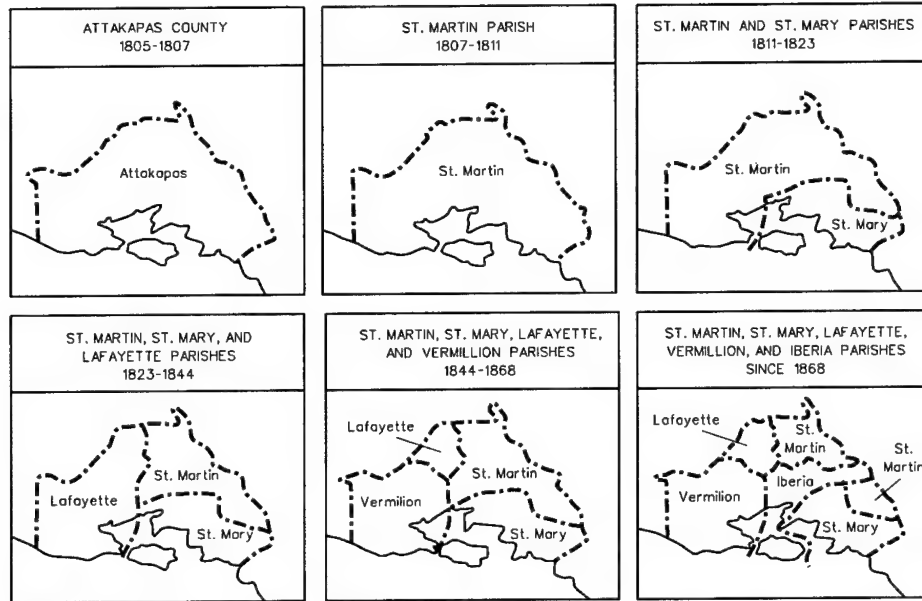 ATTAKAPAS COUNTY
1805-1807
Attakapas
ST. MARTIN PARISH
1807-1811
St. Martin
ST. MARTIN AND ST. MARY PARISHES
1811-1823
St. Martin
St. Mary
ST. MARTIN, ST. MARY, AND
LAFAYETTE PARISHES
1823-1844
St. Martin
Lafayette
St. Mary
ST. MARTIN, ST. MARY, LAFAYETTE,
AND VERMILLION PARISHES
1844-1868
Lafayette
St. Martin
Vermilion
St. Mary
ST. MARTIN, ST. MARY, LAFAYETTE,
VERMILLION, AND IBERIA PARISHES
SINCE 1868
Lafayette
St.
Martin
St.
Martin
Iberia
Vermilion
St. Mary